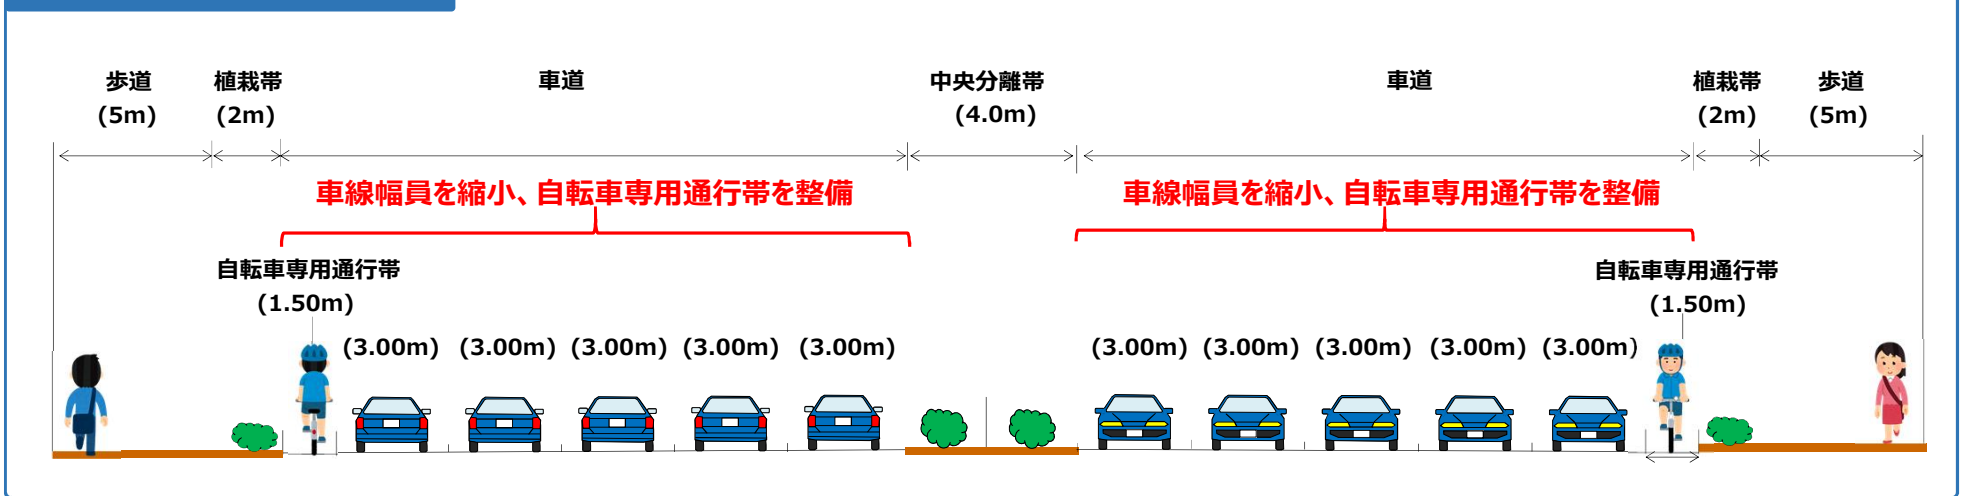 歩道 植栽帯 車道 中央分離帯 車道 植栽帯 歩道
(5m) (2m) (4.0m) (2m) (5m)
車線幅員を縮小、自転車専用通行帯を整備 車線幅員を縮小、自転車専用通行帯を整備
自転車専用通行帯 自転車専用通行帯
(1.50m) (1.50m)
(3.00m) (3.00m) (3.00m) (3.00m) (3.00m) (3.00m) (3.00m) (3.00m) (3.00m) (3.00m)